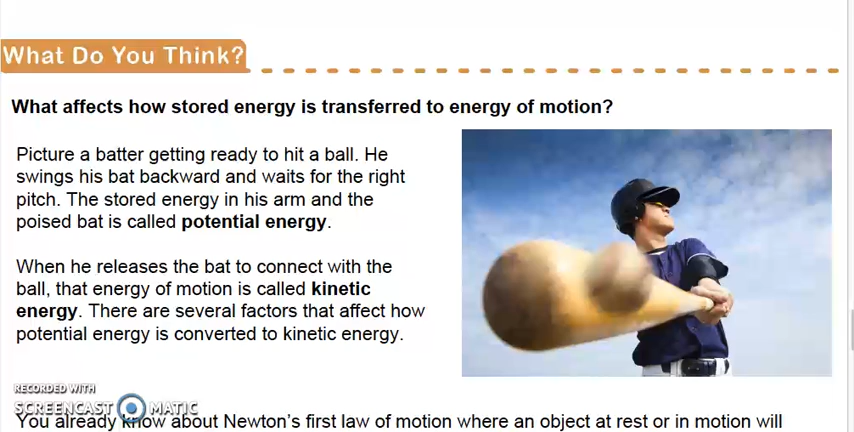 What Do You Think?
What affects how stored energy is transferred to energy of motion?
Picture a batter getting ready to hit a ball. He
swings his bat backward and waits for the right
pitch. The stored energy in his arm and the
poised bat is called potential energy.
When he releases the bat to connect with the
ball, that energy of motion is called kinetic
energy. There are several factors that affect how
potential energy is converted to kinetic energy.
RECORDED WITH
SCREENCAST MATIC
You already know about Newton's first law of motion where an object at rest or in motion will